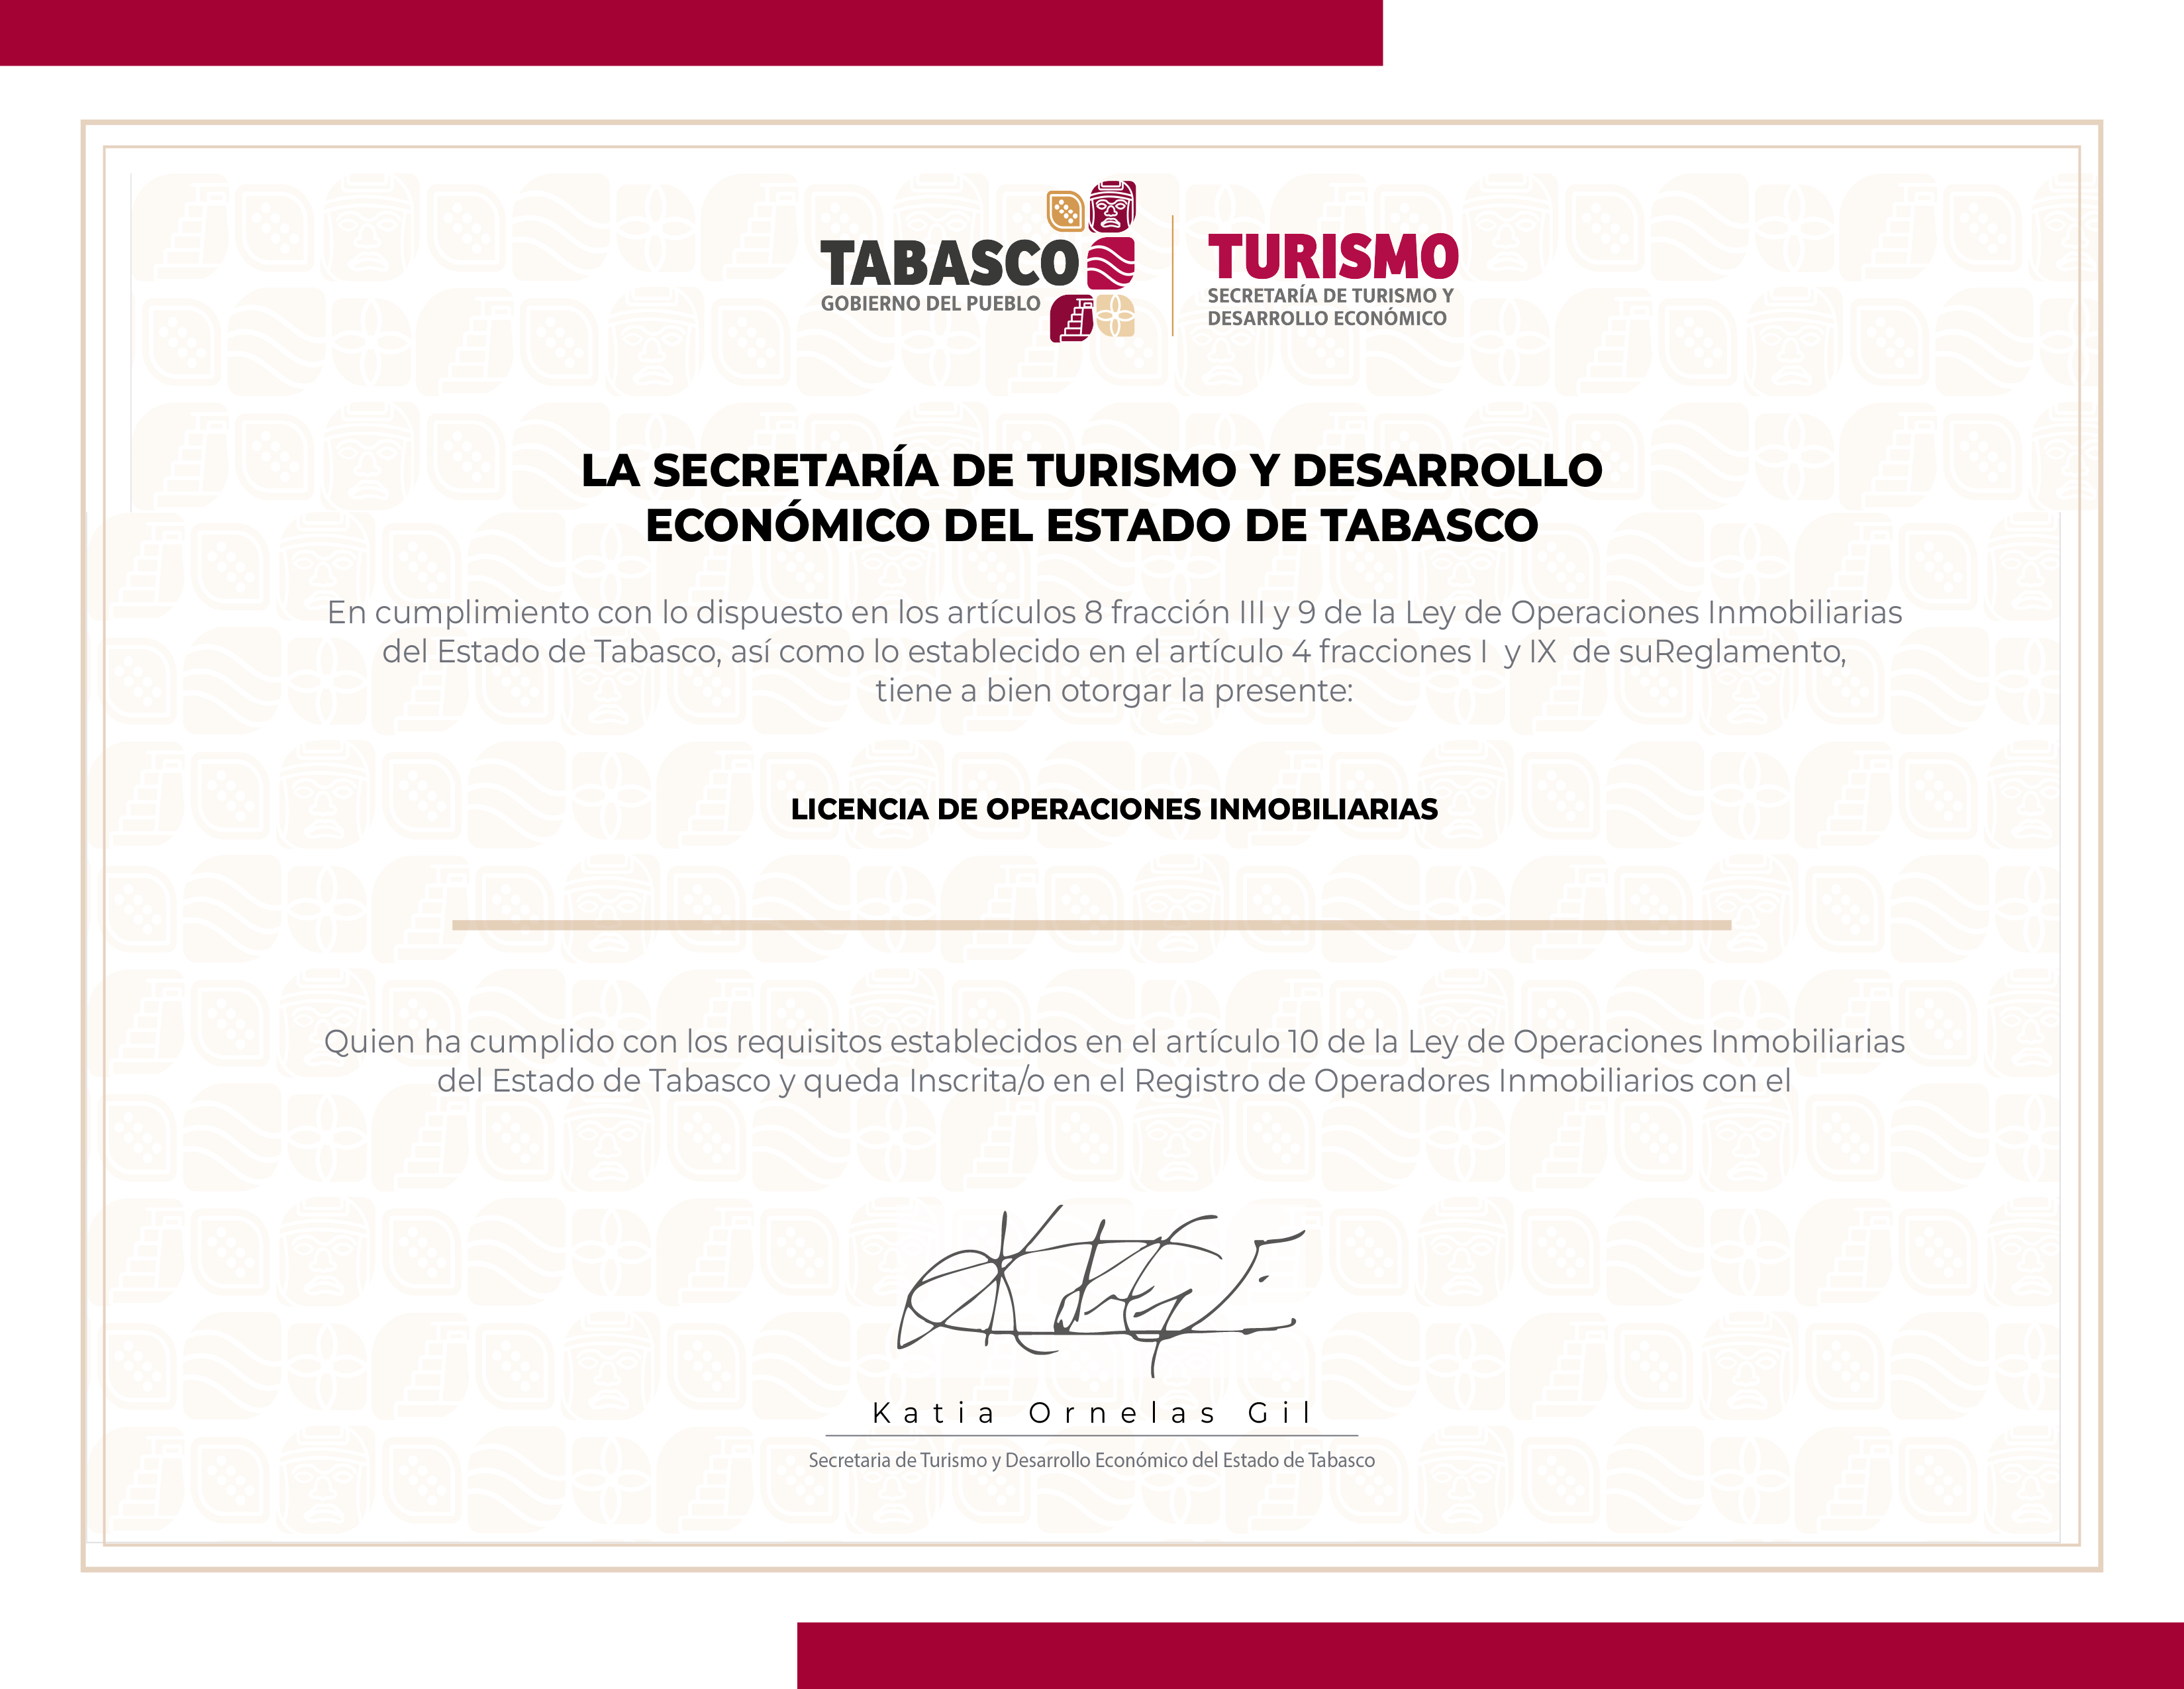 TABASCO
GOBIERNO DEL PUEBLO
TURISMO
SECRETARÍA DE TURISMO Y
DESARROLLO ECONÓMICO
LA SECRETARÍA DE TURISMO Y DESARROLLO
ECONÓMICO DEL ESTADO DE TABASCO
En cumplimiento con lo dispuesto en los artículos 8 fracción III y 9 de la Ley de Operaciones Inmobiliarias
del Estado de Tabasco, así como lo establecido en el artículo 4 fracciones I y IX de suReglamento,
tiene a bien otorgar la presente:
LICENCIA DE OPERACIONES INMOBILIARIAS
Quien ha cumplido con los requisitos establecidos en el artículo 10 de la Ley de Operaciones Inmobiliarias
del Estado de Tabasco y queda Inscrita/o en el Registro de Operadores Inmobiliarios con el
Katia Ornelas Gil
Secretaria de Turismo y Desarrollo Económico del Estado de Tabasco